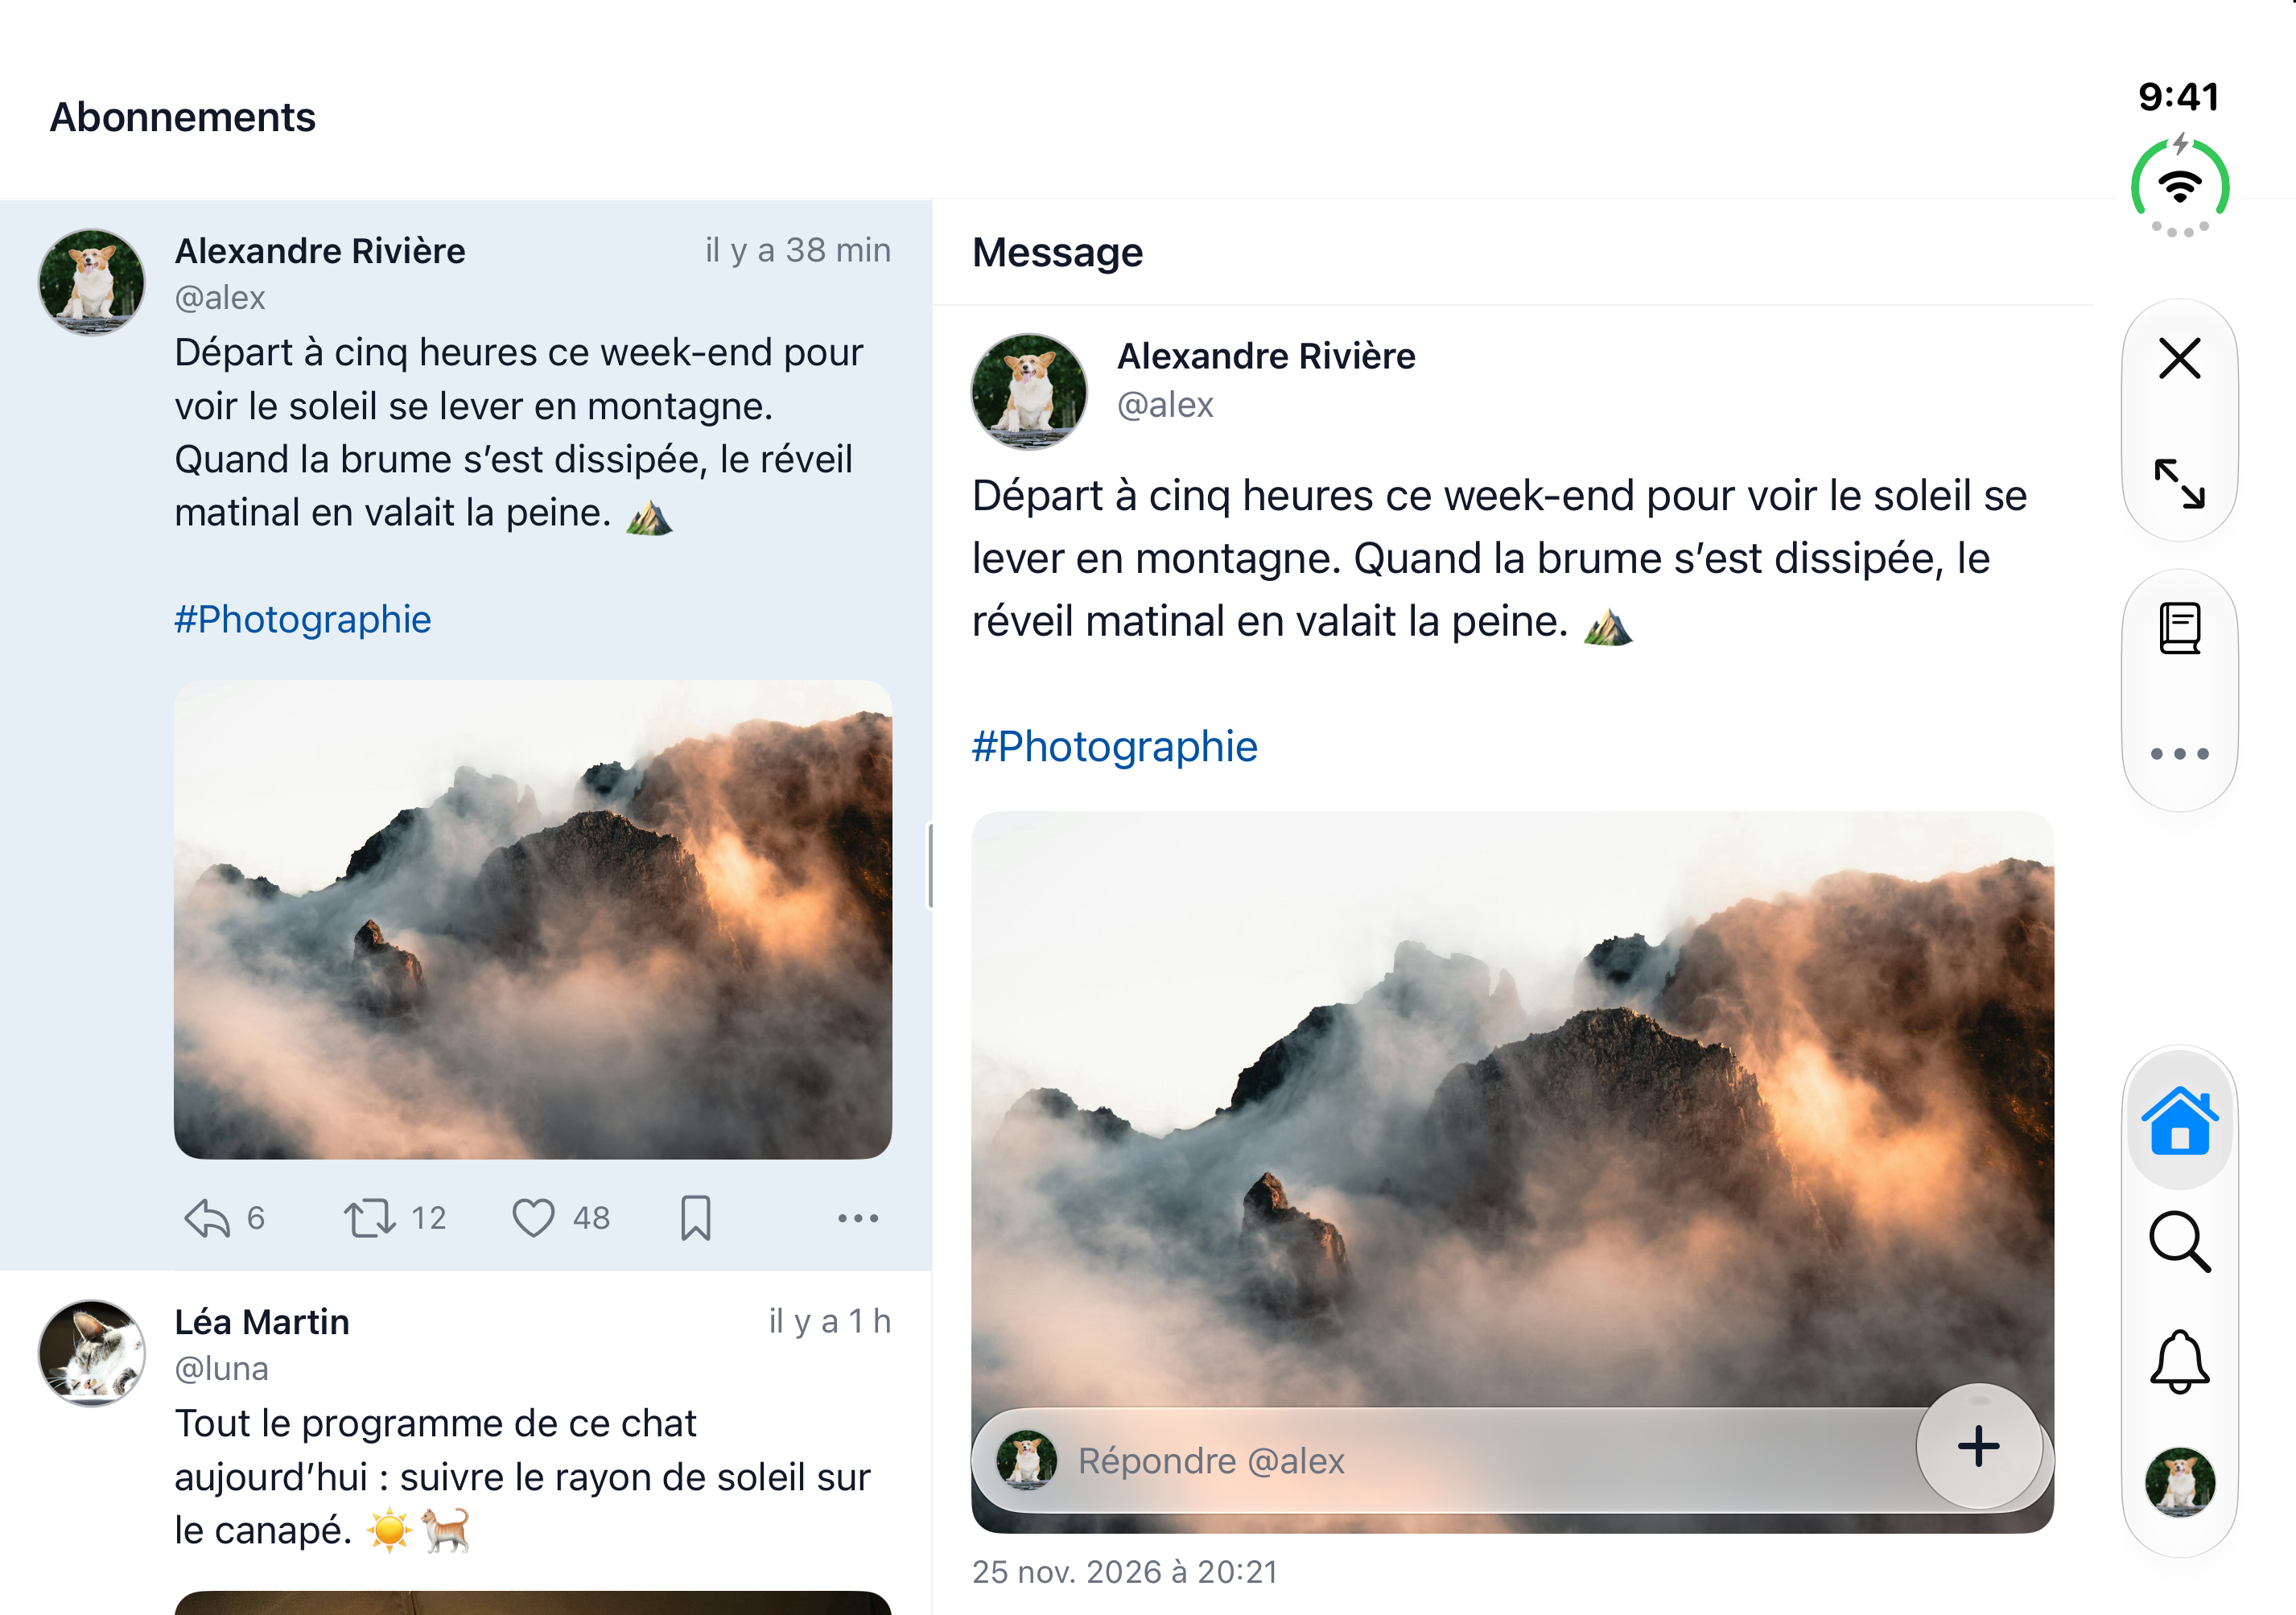 Abonnements
9:41
Alexandre Rivière
il y a 38 min
@alex
Départ à cinq heures ce week-end pour
voir le soleil se lever en montagne.
Quand la brume s’est dissipée, le réveil
matinal en valait la peine. ⛰️
#Photographie
6
12
48
Léa Martin
il y a 1 h
@luna
Tout le programme de ce chat
aujourd’hui : suivre le rayon de soleil sur
le canapé. ☀️🐈
Message
Alexandre Rivière
@alex
Départ à cinq heures ce week-end pour voir le soleil se
lever en montagne. Quand la brume s’est dissipée, le
réveil matinal en valait la peine. ⛰️
#Photographie
Répondre @alex
25 nov. 2026 à 20:21